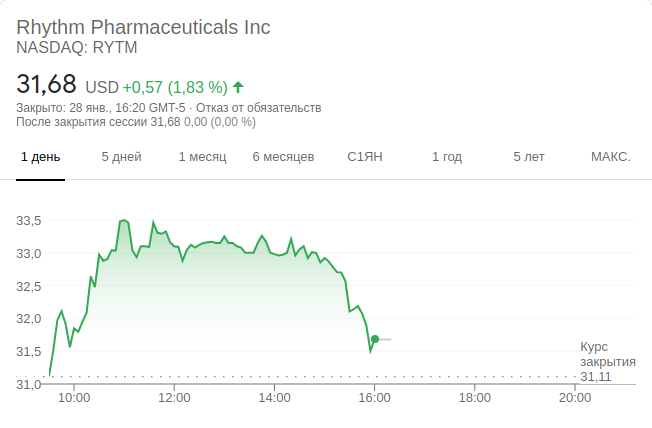 Rhythm Pharmaceuticals Inc
NASDAQ: RYTM
31,68 USD +0,57 (1,83 %)
Закрыто: 28 янв., 16:20 GMT-5 · Отказ от обязательств
После закрытия сессии 31,68 0,00 (0,00 %)
1 день 5 дней 1 месяц 6 месяцев С1ЯН 1 год 5 лет МАКС.
33,5
33,0
32,5
32,0
31,5
31,0
Курс
закрытия
31,11
10:00 12:00 14:00 16:00 18:00 20:00